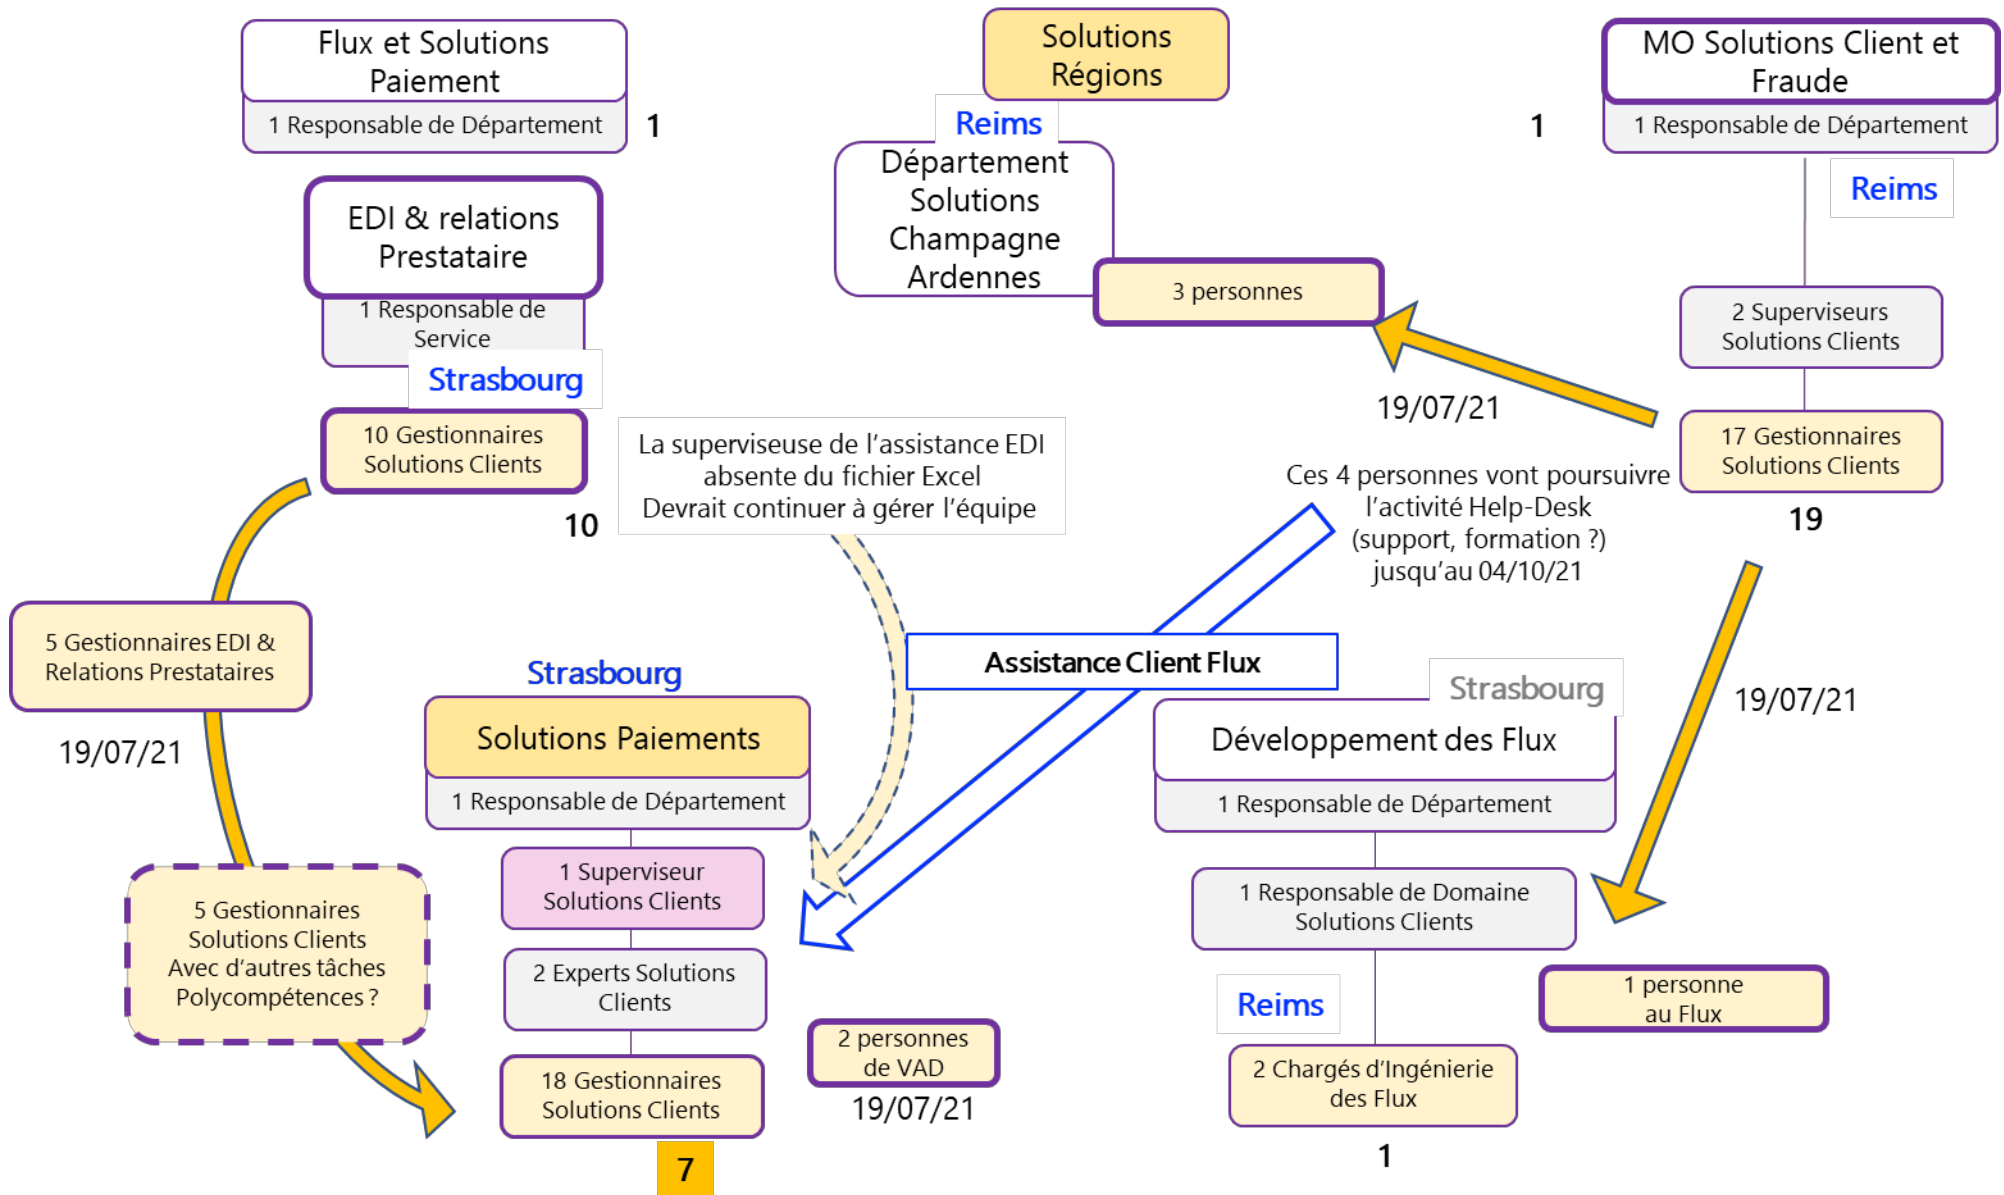 Flux et Solutions
Paiement
1 Responsable de Département
1
EDI & relations
Prestataire
1 Responsable de
Service
Strasbourg
10 Gestionnaires
Solutions Clients
10
5 Gestionnaires EDI &
Relations Prestataires
19/07/21
5 Gestionnaires
Solutions Clients
Avec d'autres tâches
Polycompétences ?
Solutions
Régions
Reims
Département
Solutions
Champagne
Ardennes
3 personnes
MO Solutions Client et
Fraude
1
1 Responsable de Département
Reims
2 Superviseurs
Solutions Clients
17 Gestionnaires
Solutions Clients
19
19/07/21
La superviseuse de l'assistance EDI
absente du fichier Excel
Devrait continuer à gérer l'équipe
Ces 4 personnes vont poursuivre
l'activité Help-Desk
(support, formation ?)
jusqu'au 04/10/21
Assistance Client Flux
19/07/21
Strasbourg
Solutions Paiements
1 Responsable de Département
1 Superviseur
Solutions Clients
2 Experts Solutions
Clients
18 Gestionnaires
Solutions Clients
7
2 personnes
de VAD
19/07/21
Strasbourg
Développement des Flux
1 Responsable de Département
1 Responsable de Domaine
Solutions Clients
Reims
2 Chargés d'Ingénierie
des Flux
1
1 personne
au Flux